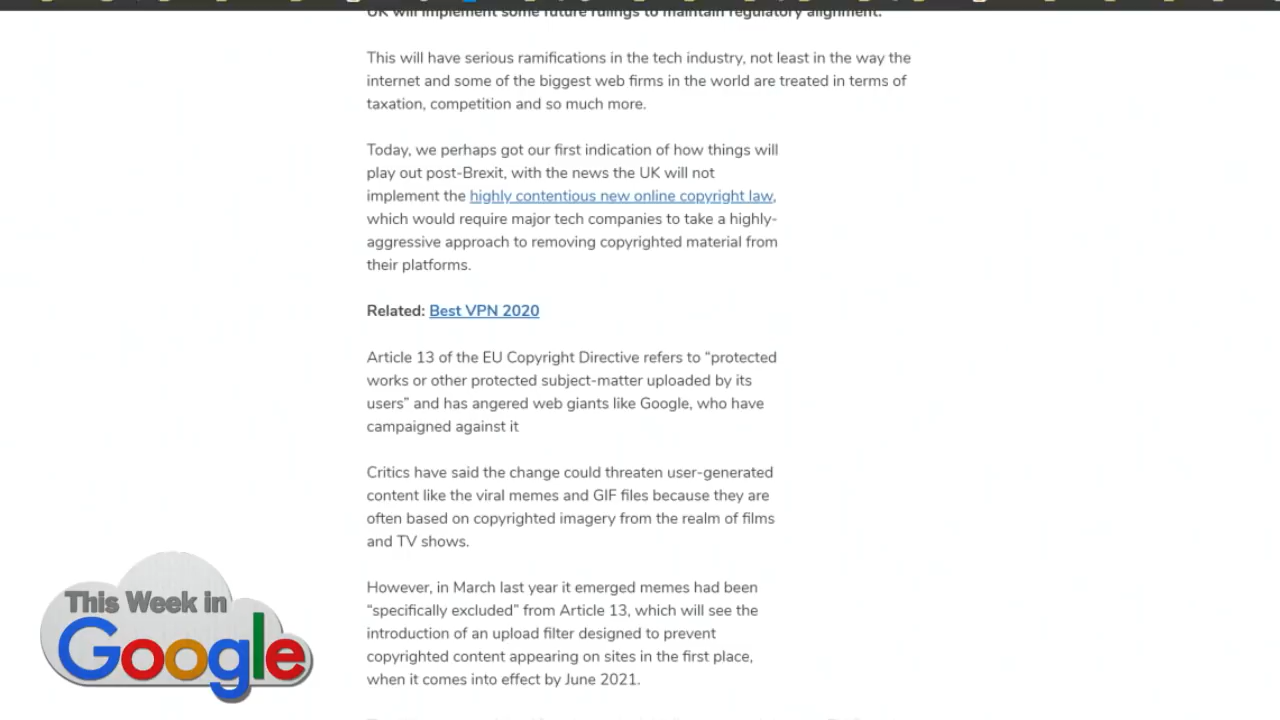 UK will implement some future rulings to maintain regulatory alignment.
This will have serious ramifications in the tech industry, not least in the way the
internet and some of the biggest web firms in the world are treated in terms of
taxation, competition and so much more.
Today, we perhaps got our first indication of how things will
play out post-Brexit, with the news the UK will not
implement the highly contentious new online copyright law,
which would require major tech companies to take a highly-
aggressive approach to removing copyrighted material from
their platforms.
Related: Best VPN 2020
Article 13 of the EU Copyright Directive refers to “protected
works or other protected subject-matter uploaded by its
users” and has angered web giants like Google, who have
campaigned against it
Critics have said the change could threaten user-generated
content like the viral memes and GIF files because they are
often based on copyrighted imagery from the realm of films
and TV shows.
However, in March last year it emerged memes had been
“specifically excluded” from Article 13, which will see the
introduction of an upload filter designed to prevent
copyrighted content appearing on sites in the first place,
when it comes into effect by June 2021.
This Week in
Google